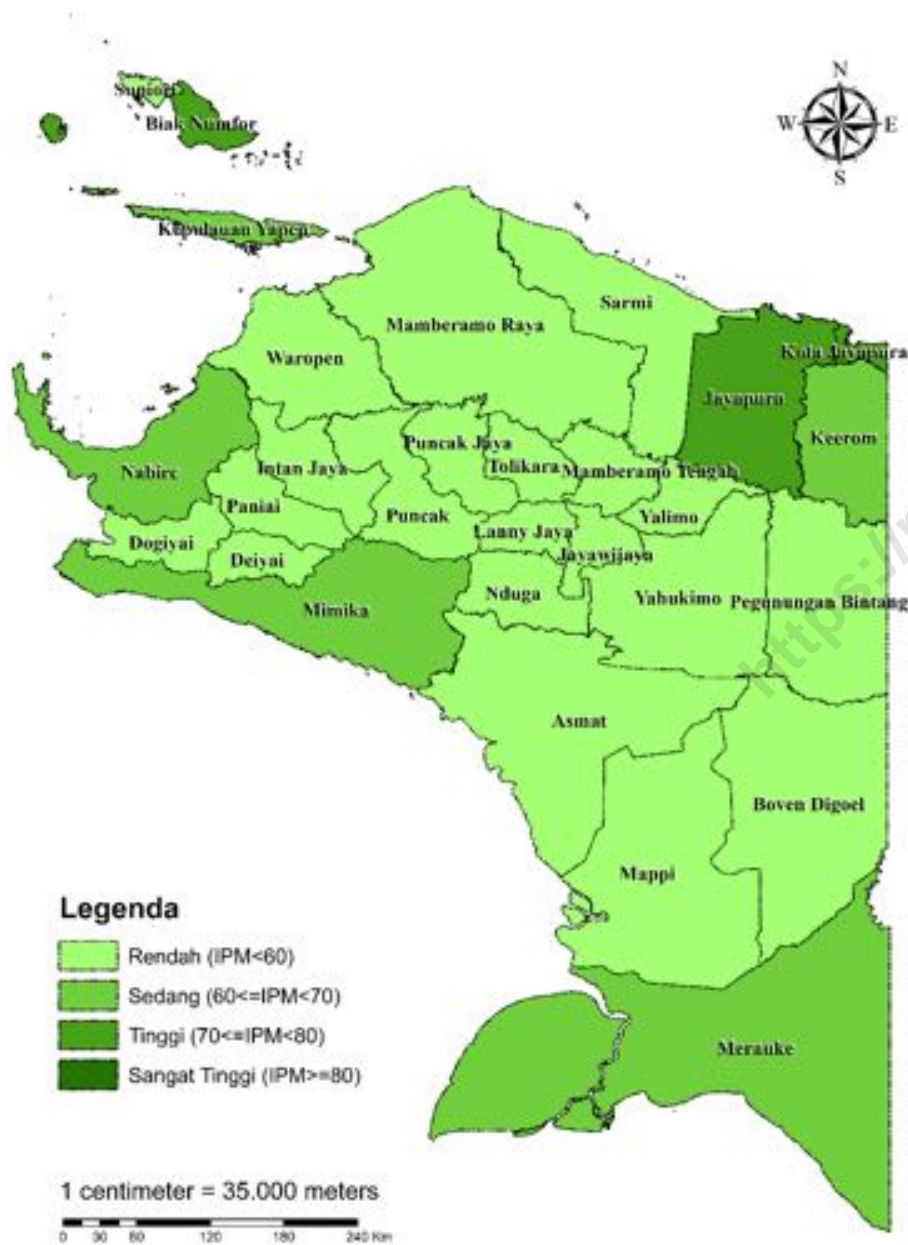 N
W E
S
Supiori
Biak Numfor
Kepulauan Yapen
Sarmi
Mamberamo Raya
Waropen
Kota Jayapura
Jayapura
Keerom
Puncak Jaya
Nabire
Intan Jaya
Tolikara
Mamberamo Tengah
Paniai
Puncak
Yalimo
Lanny Jaya
Dogiyai
Deiyai
Jayawijaya
Nduga
Yahukimo
Pegunungan Bintang
Mimika
https://
Asmat
Boven Digoel
Mappi
Merauke
Legenda
Rendah (IPM<60)
Sedang (60<=IPM<70)
Tinggi (70<=IPM<80)
Sangat Tinggi (IPM>=80)
1 centimeter = 35.000 meters
0 30 60 120 180 240 Km